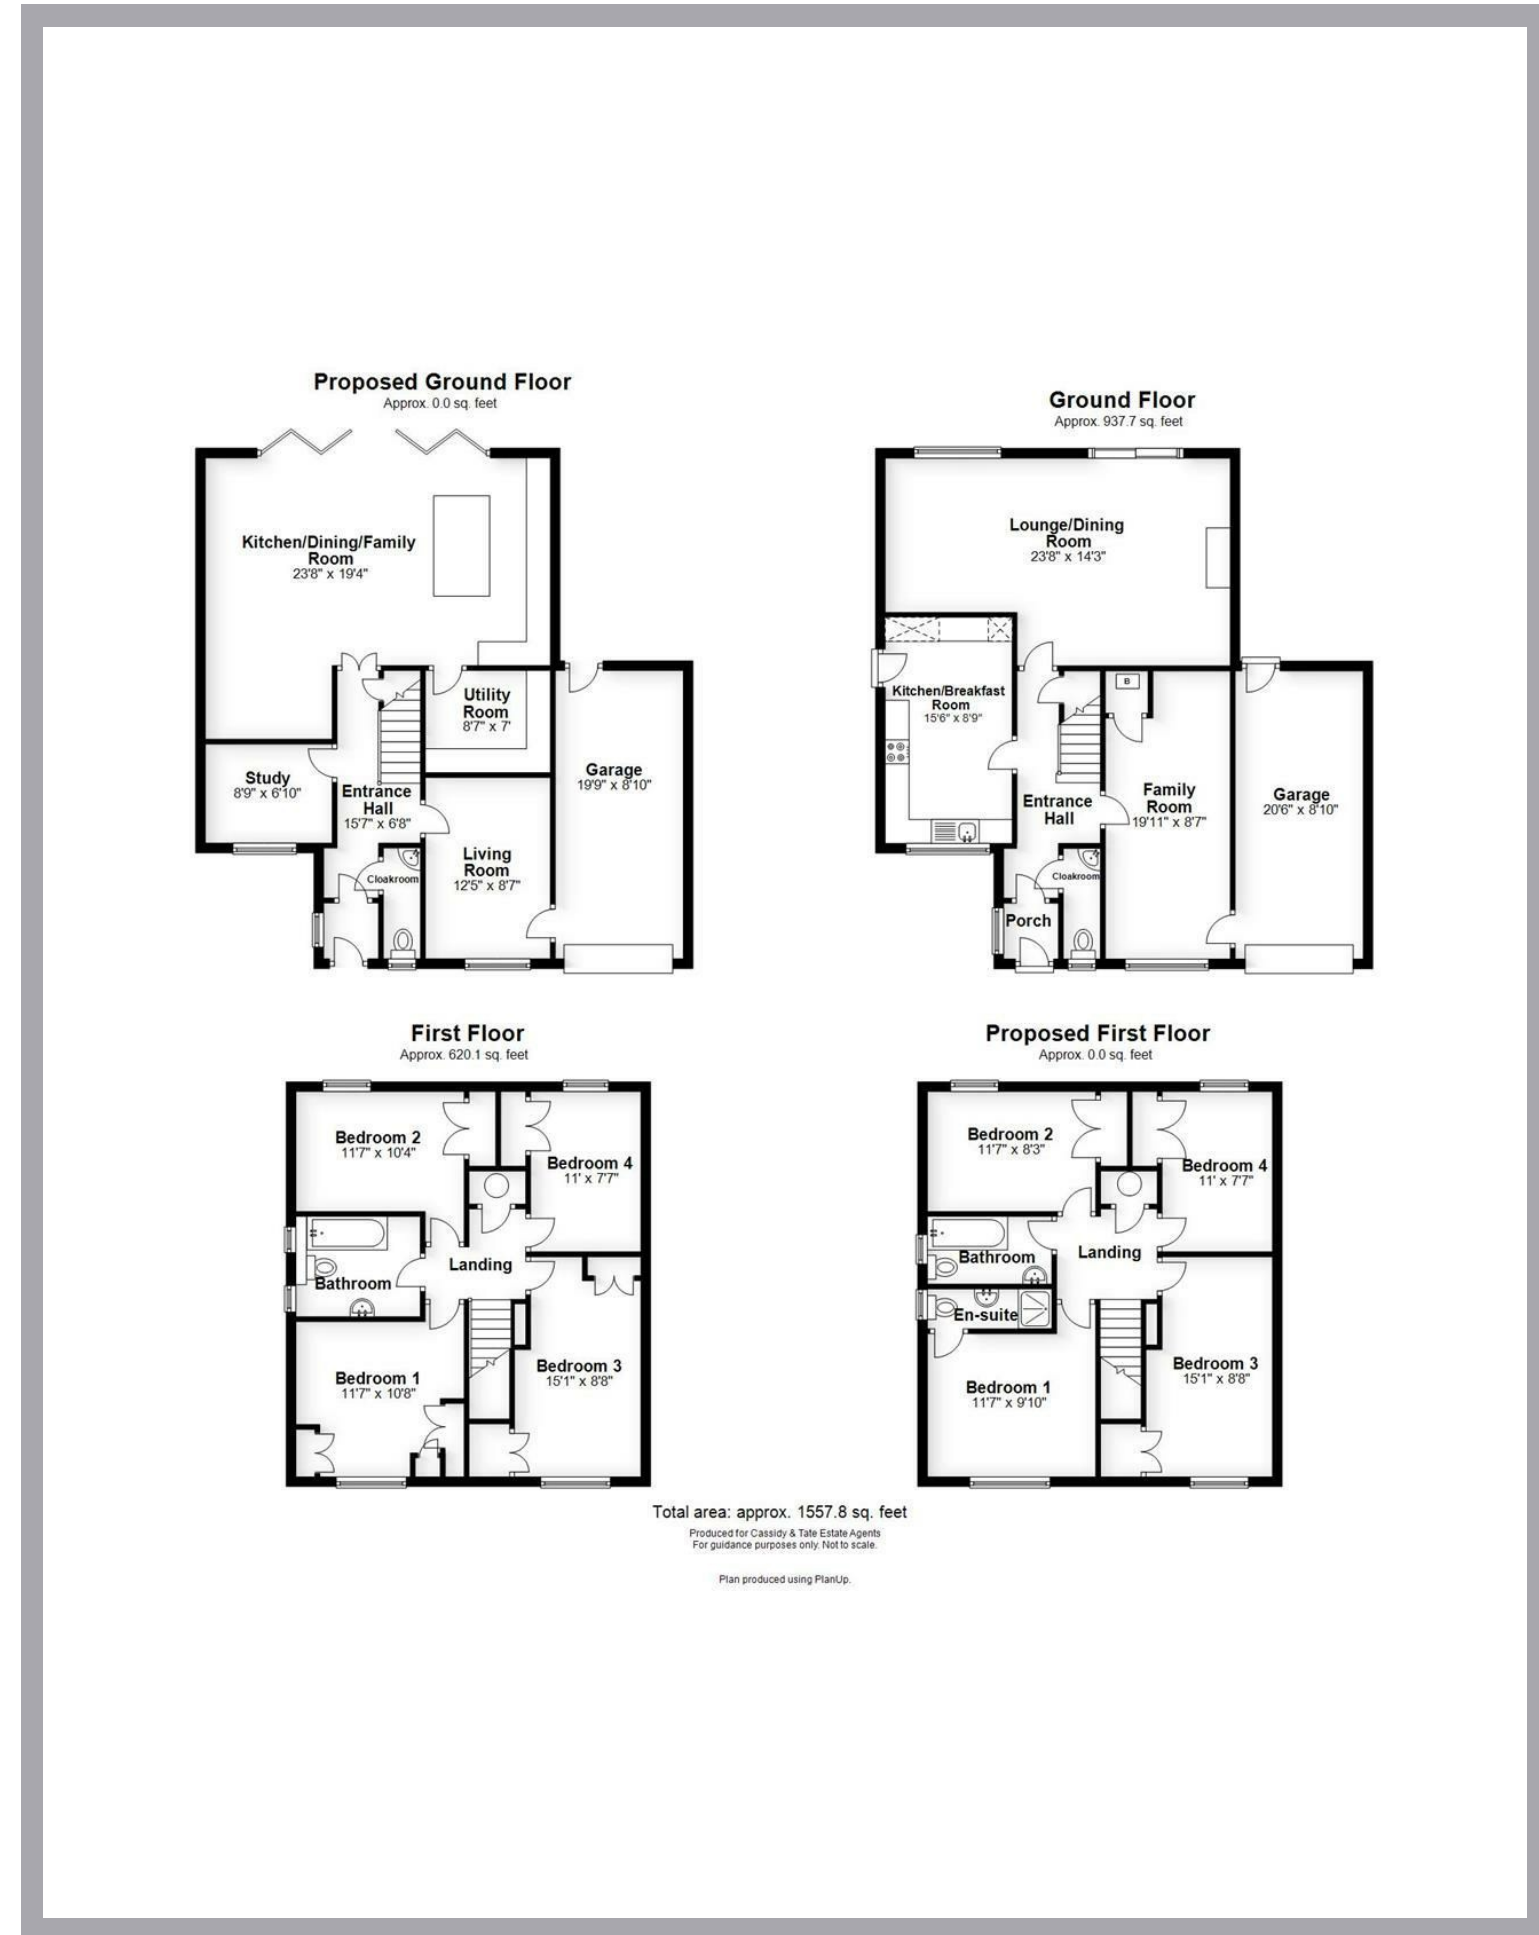 Proposed Ground Floor
Approx. 0.0 sq. feet
Kitchen/Dining/Family
Room
23'8" x 19'4"
Utility
Room
8'7" x 7'
Study
8'9" x 6'10"
Entrance
Hall
15'7" x 6'8"
Garage
19'9" x 8'10"
Living
Room
12'5" x 8'7"
Cloakroom
Ground Floor
Approx. 937.7 sq. feet
Lounge/Dining
Room
23'8" x 14'3"
Kitchen/Breakfast
Room
15'6" x 8'9"
B
Family
Room
19'11" x 8'7"
Entrance
Hall
Garage
20'6" x 8'10"
Cloakroom
Porch
First Floor
Approx. 620.1 sq. feet
Bedroom 2
11'7" x 10'4"
Bedroom 4
11' x 7'7"
Landing
Bathroom
Bedroom 1
11'7" x 10'8"
Bedroom 3
15'1" x 8'8"
Proposed First Floor
Approx. 0.0 sq. feet
Bedroom 2
11'7" x 8'3"
Bedroom 4
11' x 7'7"
Landing
Bathroom
En-suite
Bedroom 1
11'7" x 9'10"
Bedroom 3
15'1" x 8'8"
Total area: approx. 1557.8 sq. feet
Produced for Cassidy & Tate Estate Agents
For guidance purposes only. Not to scale.
Plan produced using PlanUp.